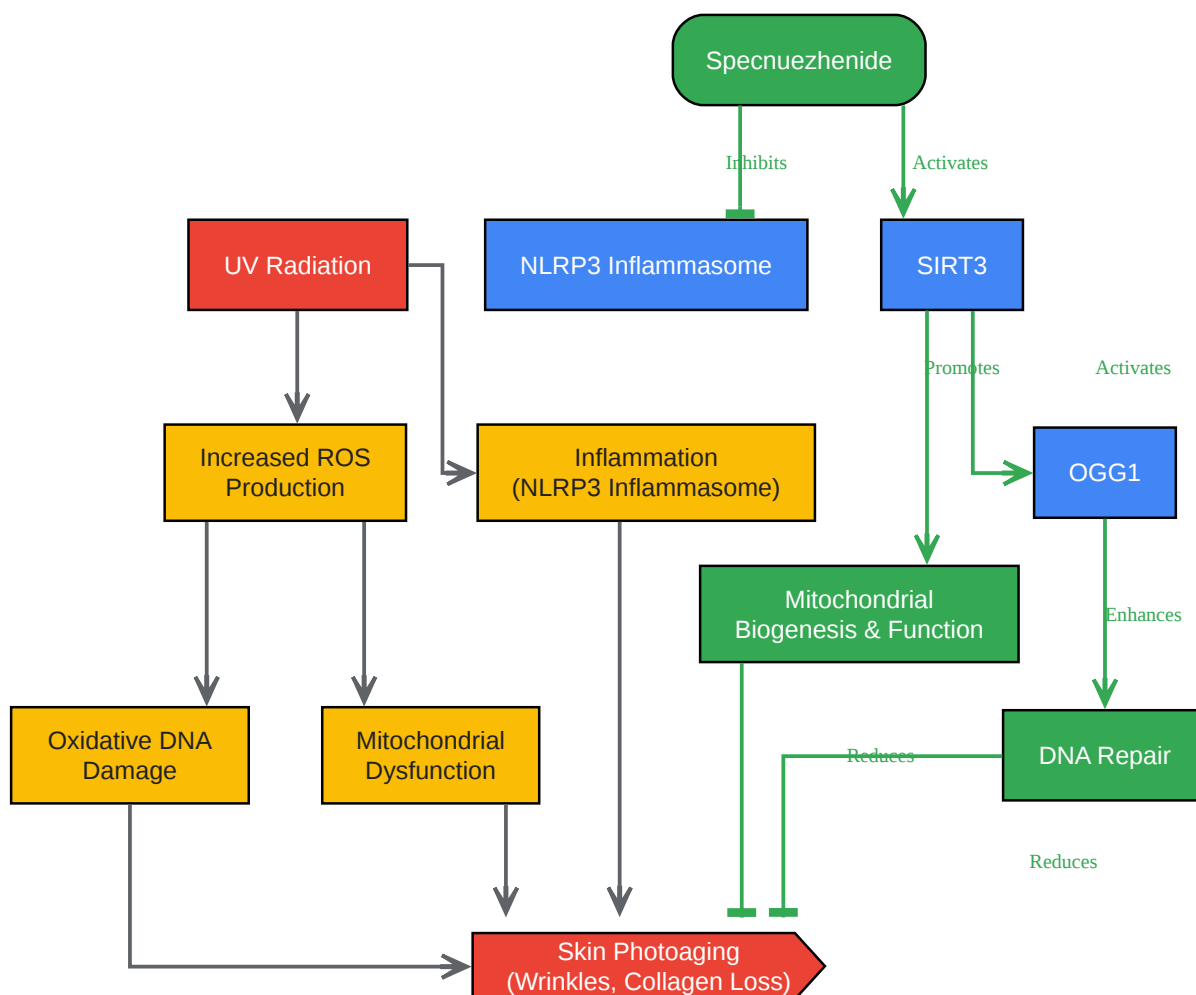 Specnuezhenide
Inhibits
Activates
UV Radiation
NLRP3 Inflammasome
SIRT3
Promotes
Activates
Increased ROS
Production
Inflammation
(NLRP3 Inflammasome)
OGG1
Mitochondrial
Biogenesis & Function
Enhances
Oxidative DNA
Damage
Mitochondrial
Dysfunction
Reduces
DNA Repair
Reduces
Skin Photoaging
(Wrinkles, Collagen Loss)